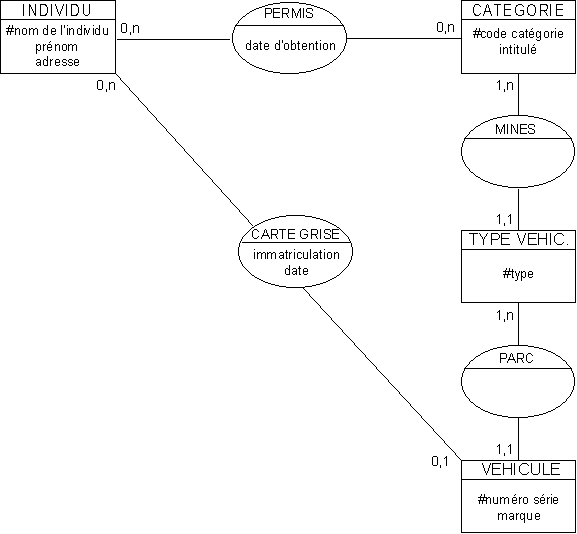 INDIVIDU
#nom de l'individu
prénom
adresse
0,n
PERMIS
date d'obtention
0,n
CATEGORIE
#code catégorie
intitulé
0,n
1,n
MINES
1,1
CARTE GRISE
immatriculation
date
TYPE VEHIC.
#type
1,n
PARC
1,1
0,1
VEHICULE
#numéro série
marque